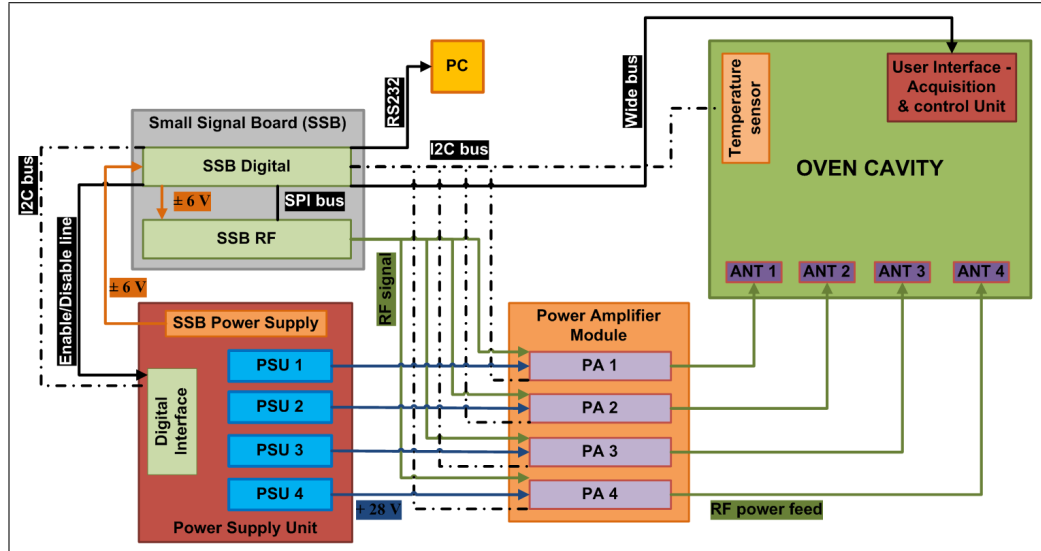 PC
RS232
Wide bus
Temperature
sensor
User Interface -
Acquisition
& control Unit
OVEN CAVITY
ANT 1
ANT 2
ANT 3
ANT 4
Small Signal Board (SSB)
SSB Digital
I2C bus
I2C bus
± 6 V
SPI bus
SSB RF
Enable/Disable line
± 6 V
RF signal
SSB Power Supply
PSU 1
PSU 2
PSU 3
PSU 4
Digital
Interface
Power Supply Unit
+ 28 V
Power Amplifier
Module
PA 1
PA 2
PA 3
PA 4
RF power feed